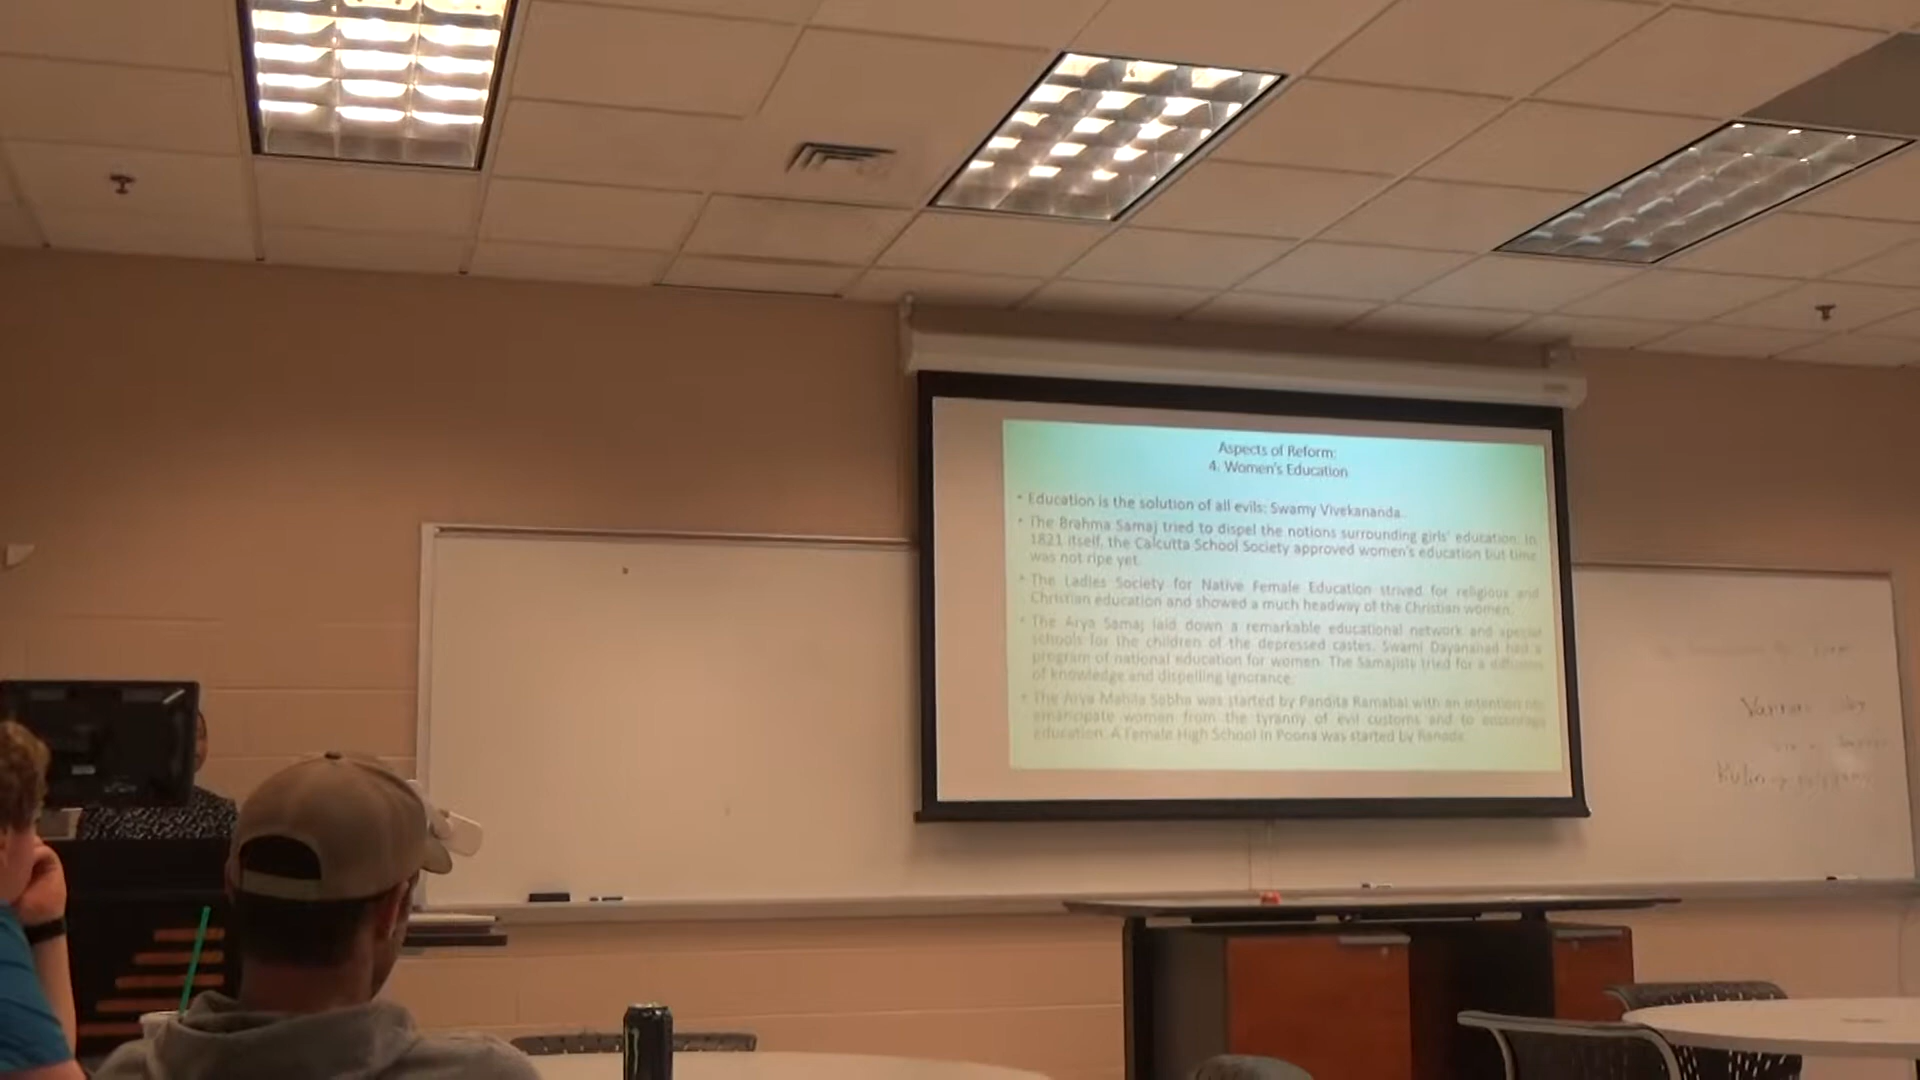 Aspects of Reform:
4. Women's Education
• Education is the solution of all evils: Swamy Vivekananda.
• The Brahma Samaj tried to dispel the notions surrounding girls' education. In
1821 itself, the Calcutta School Society approved women's education but time
was not ripe yet.
• The Ladies Society for Native Female Education strived for religious and
Christian education and showed a much headway of the Christian women.
• The Arya Samaj laid down a remarkable educational network and special
schools for the children of the depressed castes. Swami Dayananad had a
program of national education for women. The Samajists tried for a diffusion
of knowledge and dispelling ignorance.
• The Arya Mahila Sabha was started by Pandita Ramabai with an intention to
emancipate women from the tyranny of evil customs and to encourage
education. A Female High School in Poona was started by Ranade.